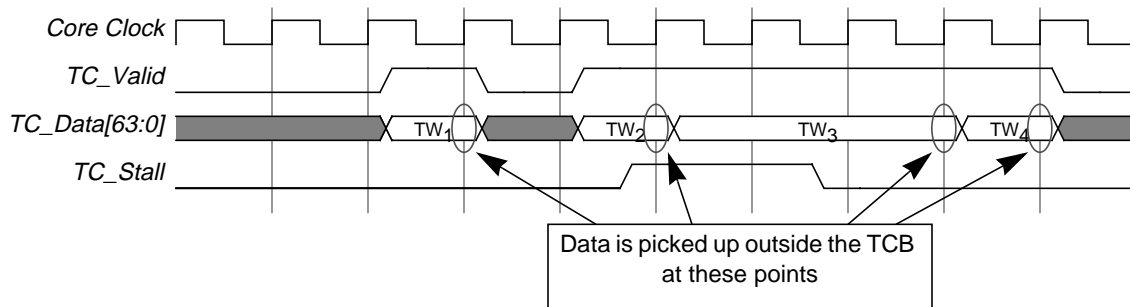 Core Clock
TC_Valid
TC_Data[63:0]
TW1
TW2
TW3
TW4
TC_Stall
Data is picked up outside the TCB
at these points